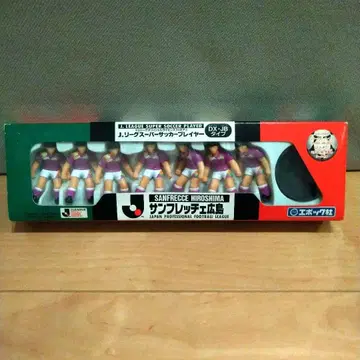 J. LEAGUE SUPER SOCCER PLAYER
J.リーグスーパーサッカープレイヤー
DX・JB
タイプ
SANFRECCE HIROSHIMA
サンフレッチェ広島
JAPAN PROFESSIONAL FOOTBALL LEAGUE
エポック社